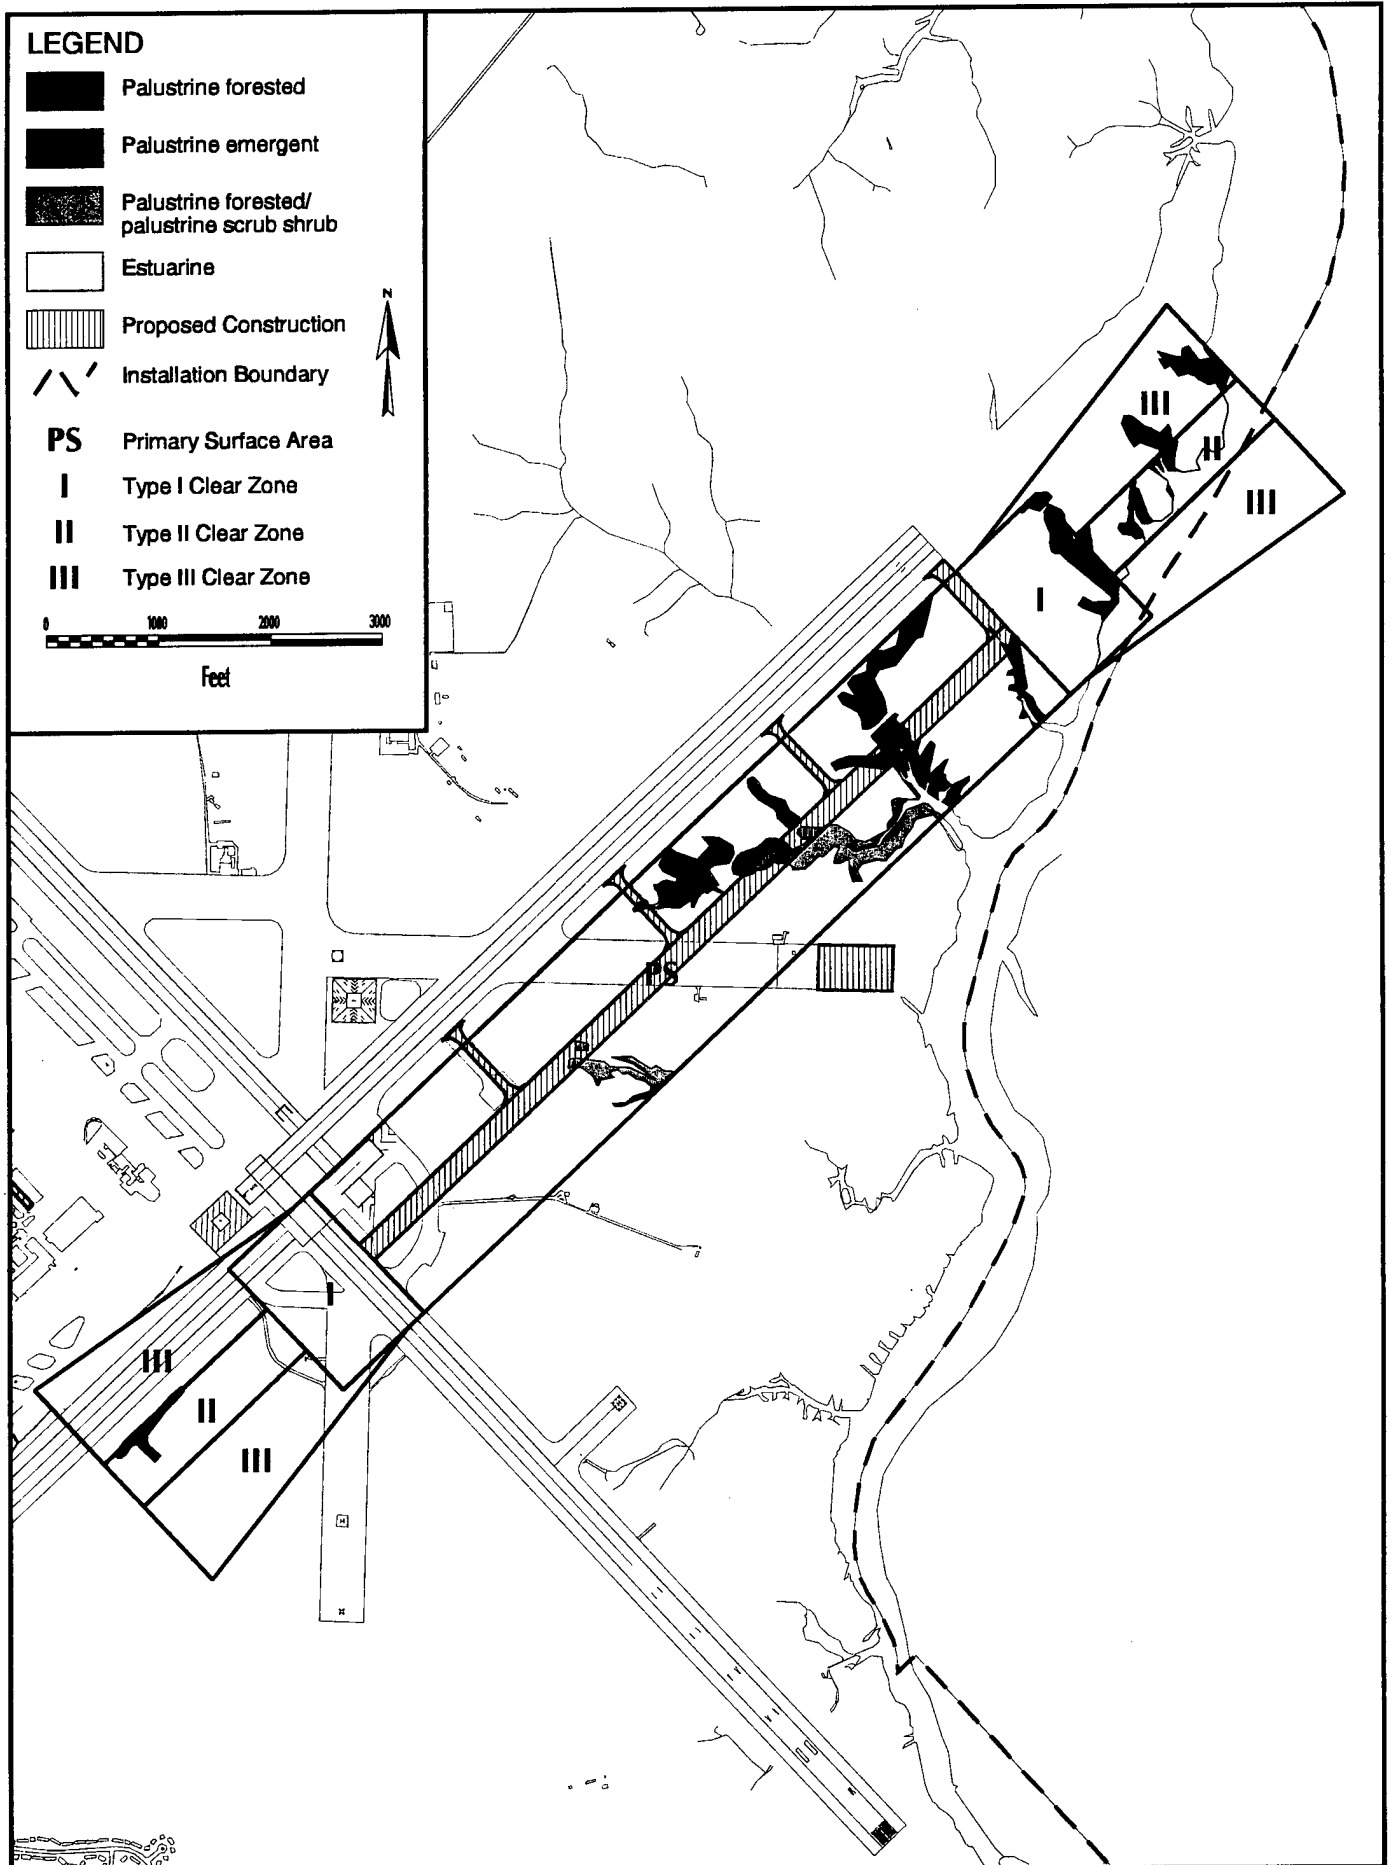 LEGEND
Palustrine forested
Palustrine emergent
Palustrine forested/
palustrine scrub shrub
Estuarine
N
Proposed Construction
Installation Boundary
PS Primary Surface Area
I Type I Clear Zone
II Type II Clear Zone
III Type III Clear Zone
0 1000 2000 3000
Feet
III
II
III
I
PS
I
III
II
III